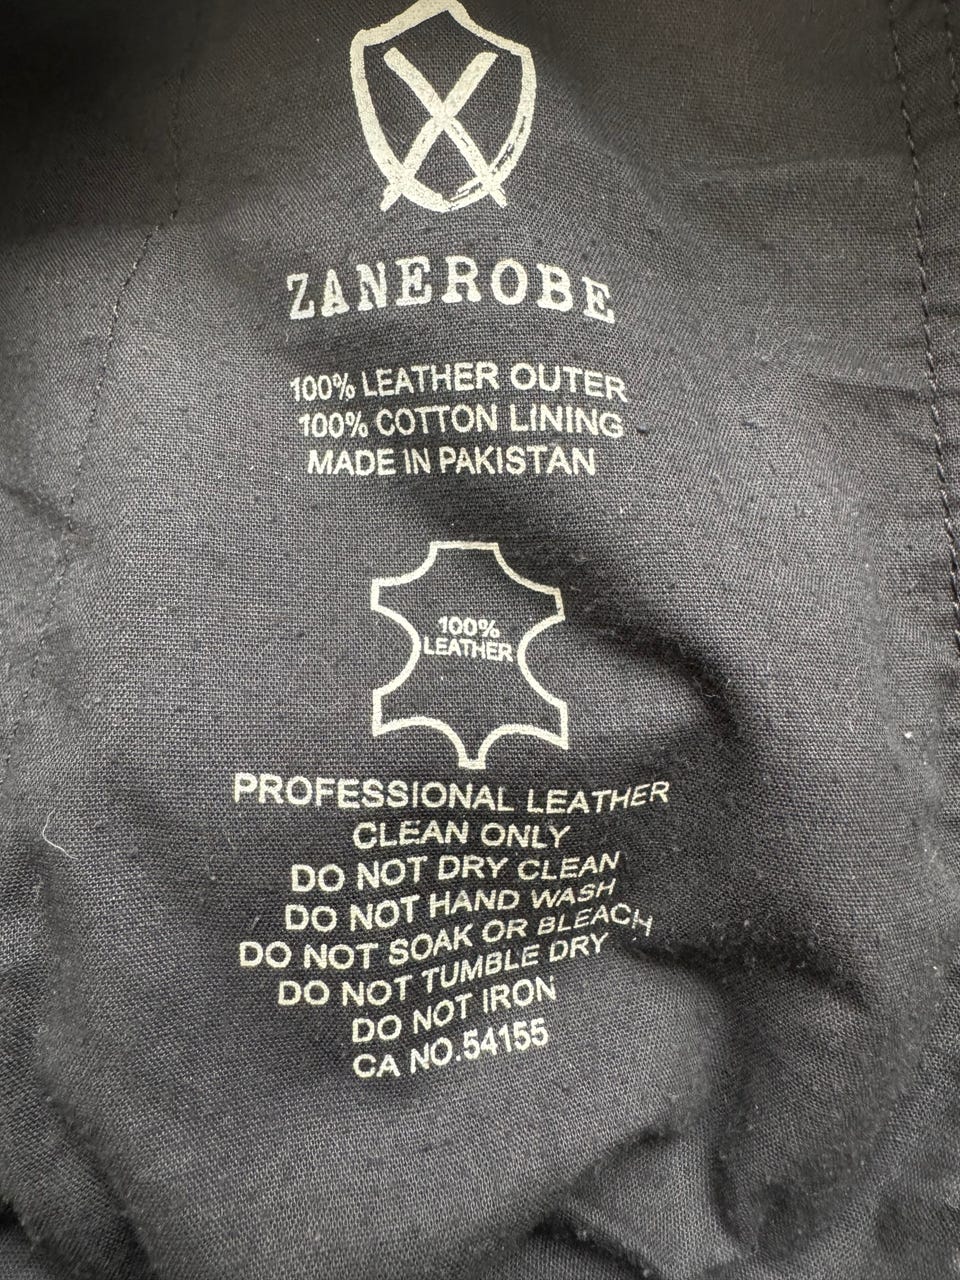 ZANEROBE
100% LEATHER OUTER
100% COTTON LINING
MADE IN PAKISTAN
100%
LEATHER
PROFESSIONAL LEATHER
CLEAN ONLY
DO NOT DRY CLEAN
DO NOT HAND WASH
DO NOT SOAK OR BLEACH
DO NOT TUMBLE DRY
DO NOT IRON
CA NO.54155